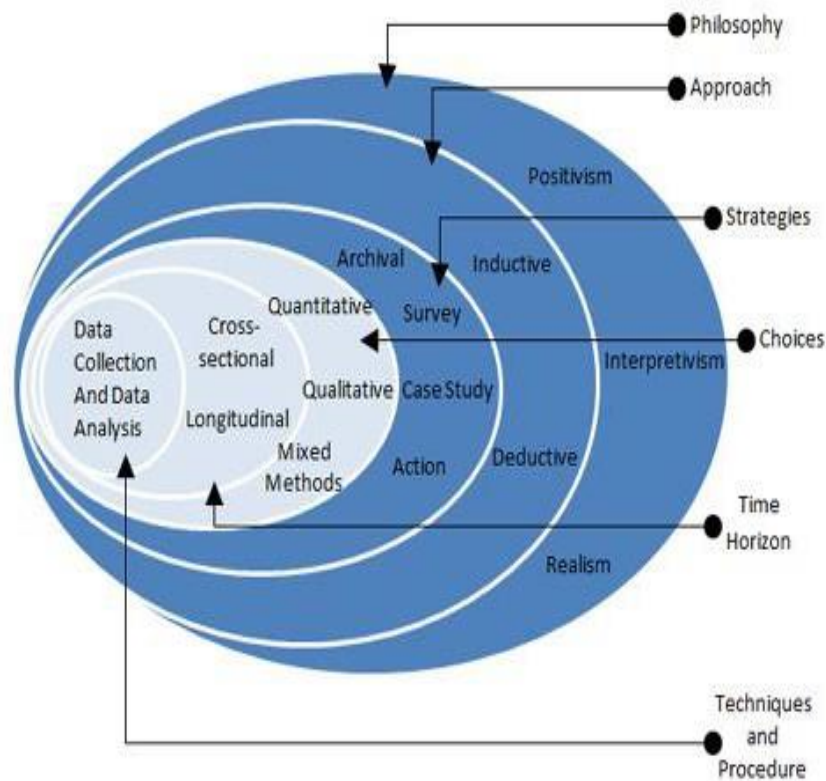 Philosophy
Approach
Positivism
Strategies
Archival
Inductive
Quantitative
Survey
Data
Collection
And Data
Analysis
Cross-
sectional
Choices
Interpretivism
Qualitative
Case Study
Longitudinal
Mixed
Methods
Action
Deductive
Time
Horizon
Realism
Techniques
and
Procedure